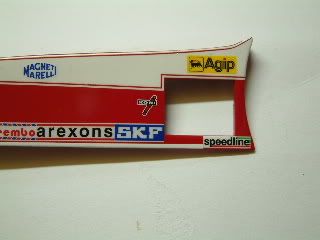 MAGNETI
MARELLI
Agip
brembo arexons SKF
speedline